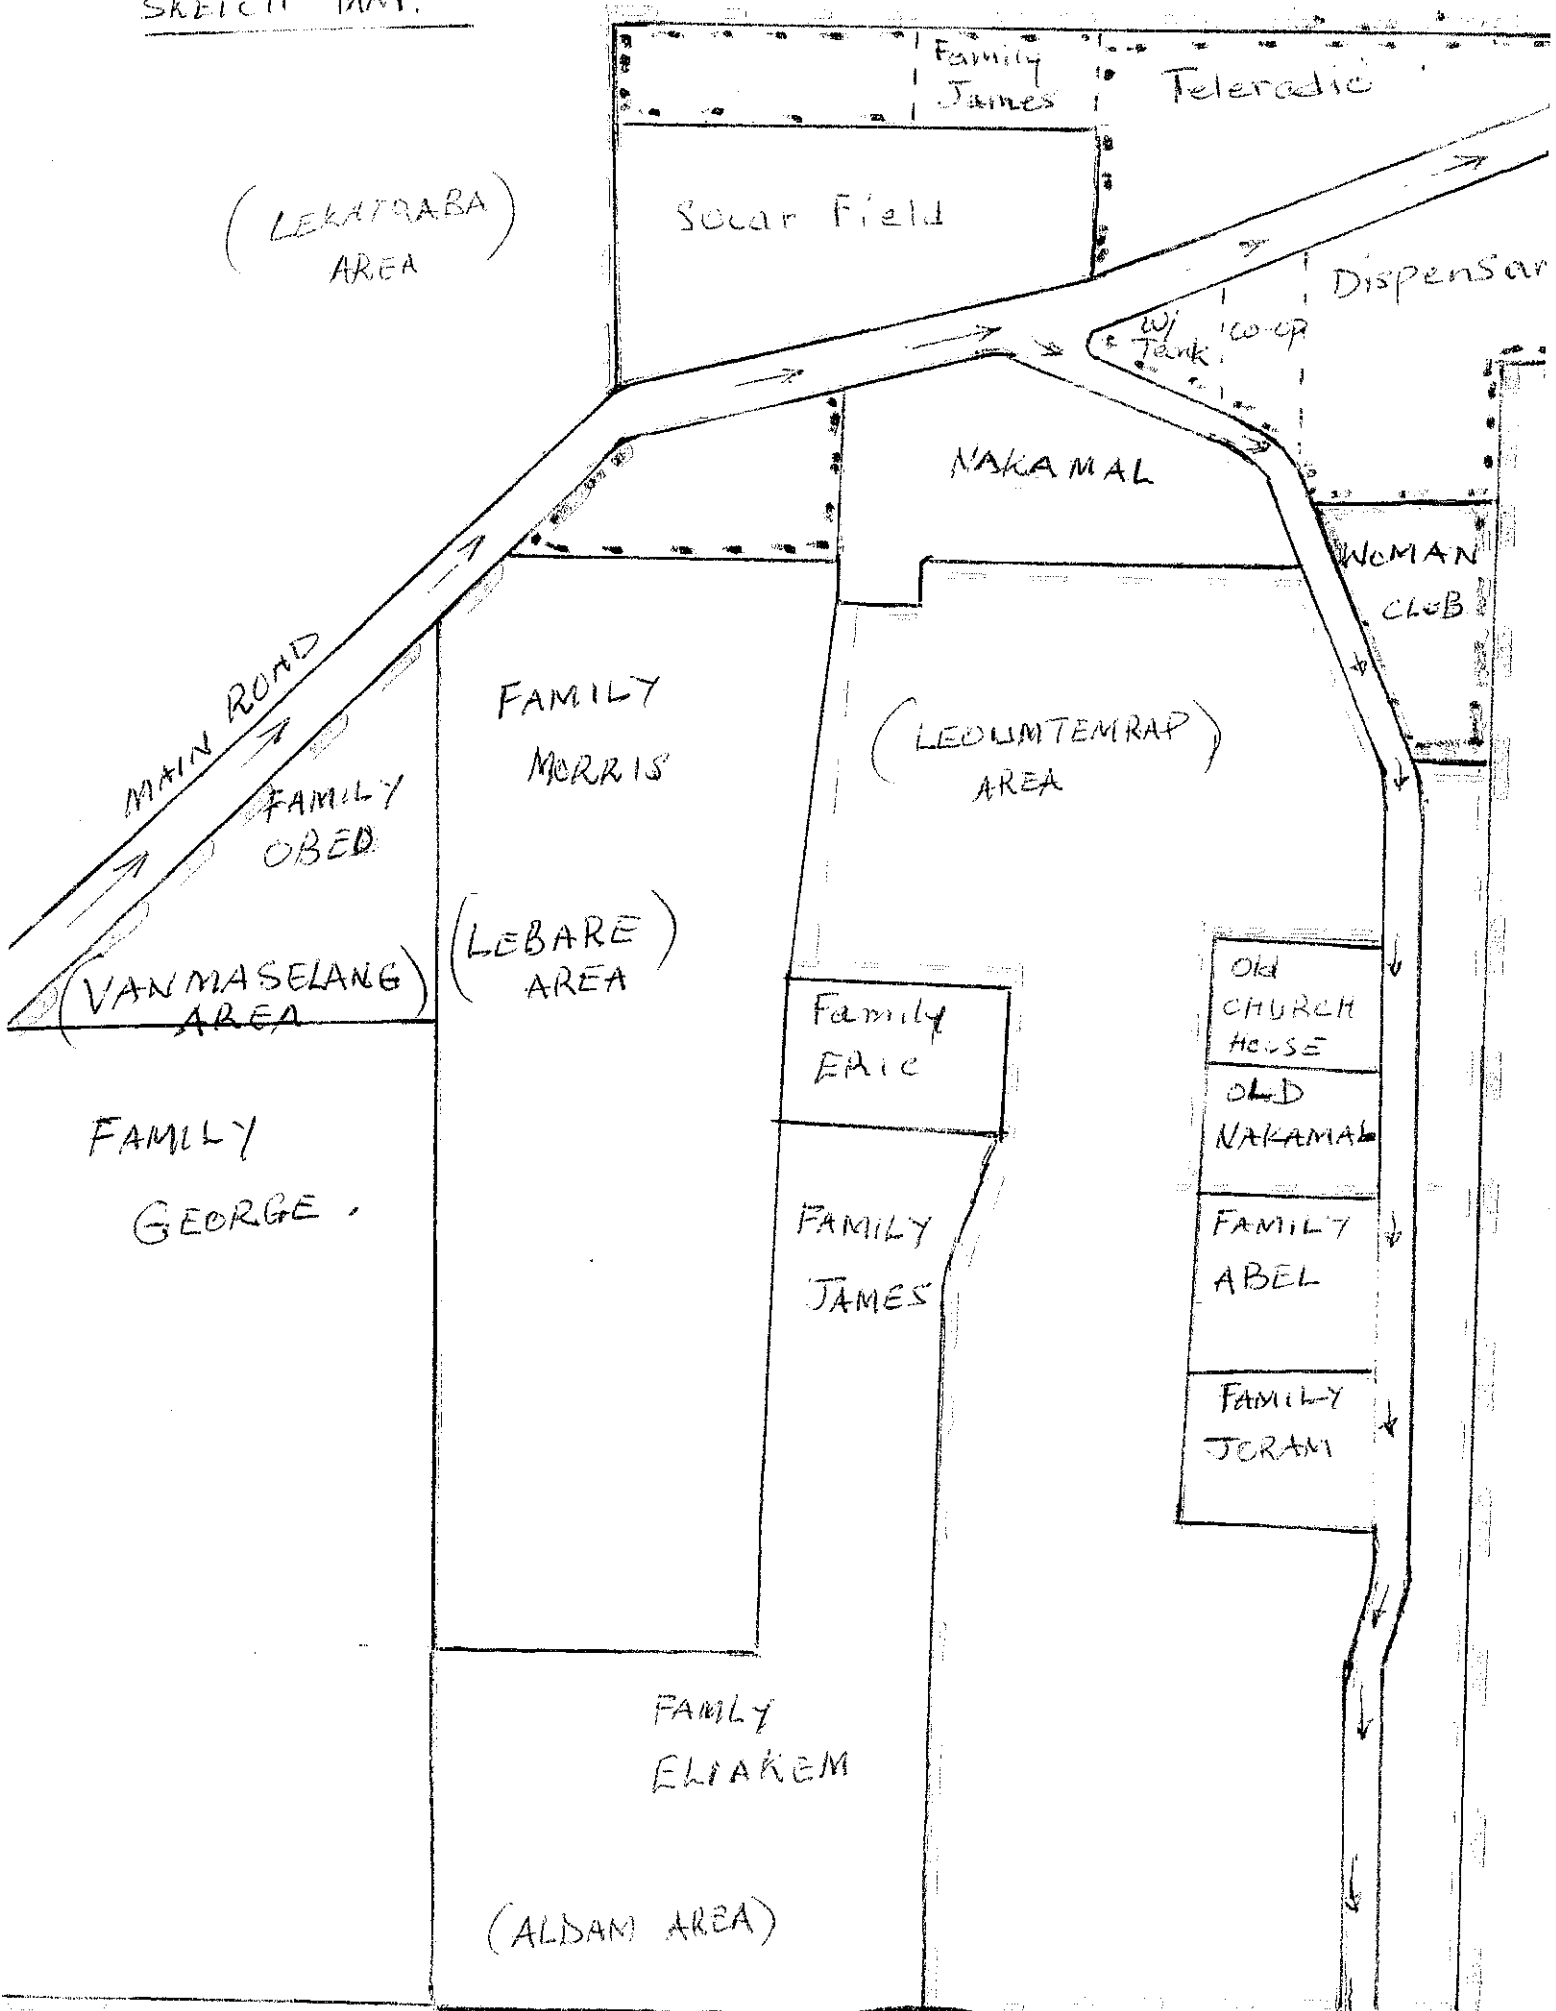 SKETCH MAP.
Family
James
Teleradio
(LEKATQABA)
AREA
Socar Field
Dispensar
W/
Tank
co-op
NAKAMAL
WOMAN
CLUB
MAIN ROAD
FAMILY
MORRIS
(LEOUMTEMRAP)
AREA
FAMILY
OBED
(LEBARE)
AREA
(VANMASELANG)
AREA
Family
ERIC
Old
CHURCH
HOUSE
OLD
NAKAMAL
FAMILY
GEORGE.
FAMILY
JAMES
FAMILY
ABEL
FAMILY
JORAM
FAMLY
ELIAKEM
(ALDAM AREA)